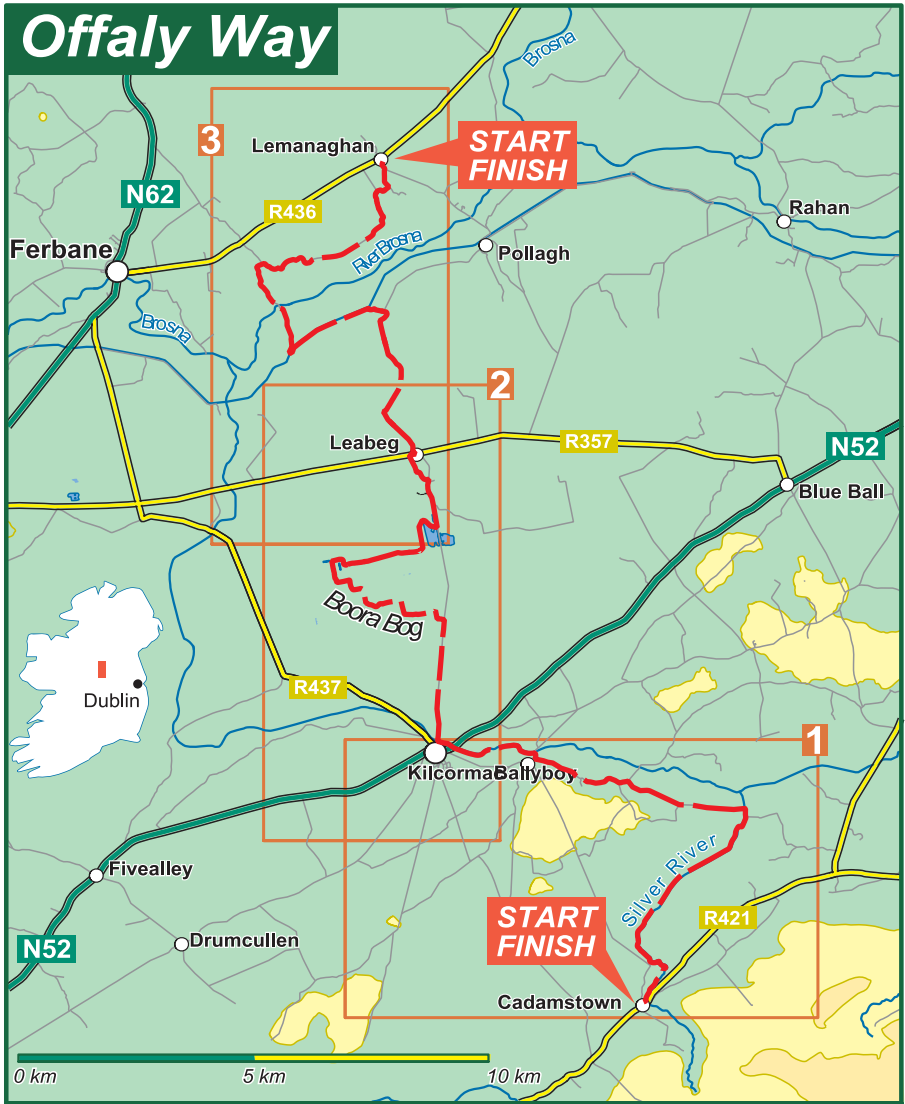 Offaly Way
Brosna
3
Lemanaghan
START
FINISH
N62
R436
Rahan
Ferbane
River Brosna
Pollagh
Brosna
2
Leabeg
R357
N52
Blue Ball
Boora Bog
Dublin
R437
1
Kilcormac
Ballyboy
Fivealley
Silver River
START
FINISH
R421
Drumcullen
N52
Cadamstown
0 km
5 km
10 km